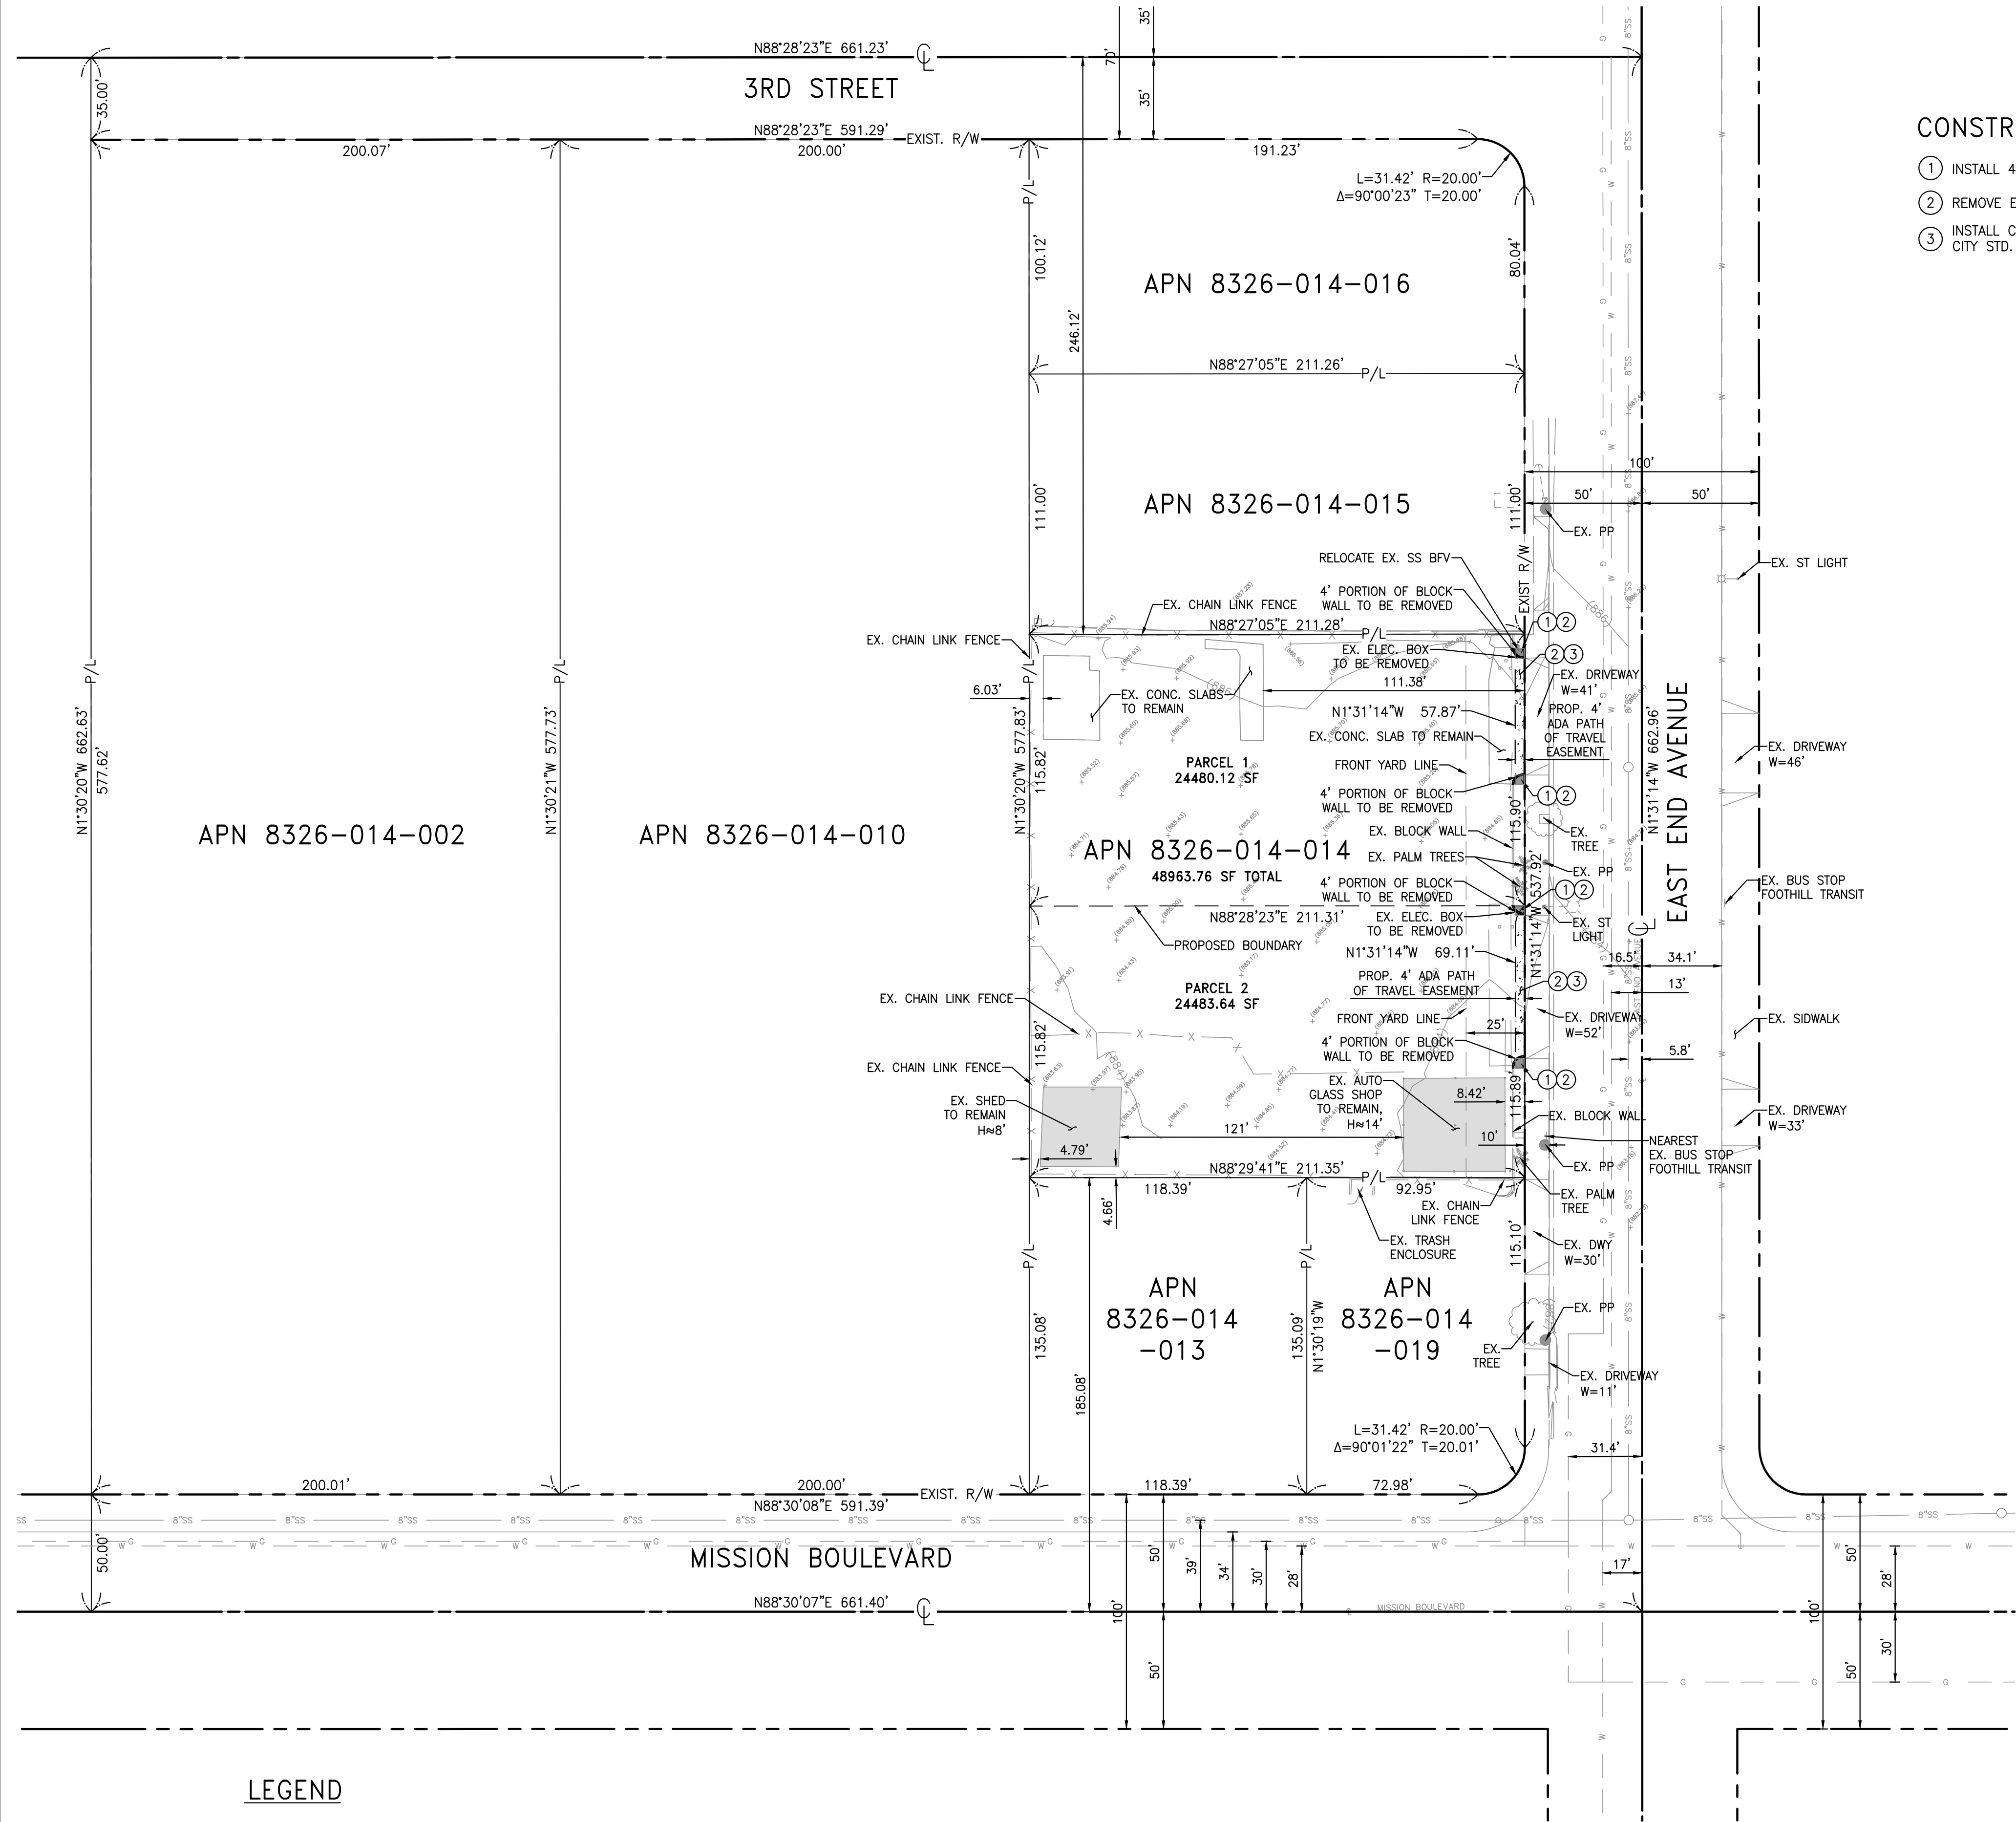 N88°28'23"E 661.23'
3RD STREET
35.00'
35'
70'
35'
N88°28'23"E 591.29'
EXIST. R/W
200.07'
200.00'
191.23'
L=31.42' R=20.00'
Δ=90°00'23" T=20.00'
CONSTR
1 INSTALL 4
2 REMOVE E
3 INSTALL C
CITY STD.
P/L
100.12'
246.12'
80.04'
APN 8326-014-016
N88°27'05"E 211.26'
P/L
111.00'
APN 8326-014-015
111.00'
100'
50'
50'
EX. PP
EXIST R/W
RELOCATE EX. SS BFV
EX. ST LIGHT
4' PORTION OF BLOCK
WALL TO BE REMOVED
EX. CHAIN LINK FENCE
N88°27'05"E 211.28'
P/L
1 2
EX. CHAIN LINK FENCE
EX. ELEC. BOX
TO BE REMOVED
2 3
P/L
P/L
P/L
6.03'
111.38'
EX. CONC. SLABS
TO REMAIN
EX. DRIVEWAY
W=41'
N1°31'14"W 57.87'
PROP. 4'
ADA PATH
OF TRAVEL
EASEMENT
EX. CONC. SLAB TO REMAIN
N1°30'20"W 662.63'
577.62'
N1°30'21"W 577.73'
N1°30'20"W 577.83'
115.82'
PARCEL 1
24480.12 SF
FRONT YARD LINE
EX. DRIVEWAY
W=46'
4' PORTION OF BLOCK
WALL TO BE REMOVED
1 2
115.90'
N1°31'14"W 662.96'
EAST END AVENUE
APN 8326-014-002
APN 8326-014-010
APN 8326-014-014
48963.76 SF TOTAL
EX. BLOCK WALL
EX.
TREE
EX. PALM TREES
EX. PP
4' PORTION OF BLOCK
WALL TO BE REMOVED
1 2
N1°31'14"W 537.92'
EX. BUS STOP
FOOTHILL TRANSIT
N88°28'23"E 211.31'
EX. ELEC. BOX
TO BE REMOVED
EX. ST
LIGHT
PROPOSED BOUNDARY
N1°31'14"W 69.11'
16.5'
34.1'
PROP. 4' ADA PATH
OF TRAVEL EASEMENT
2 3
13'
PARCEL 2
24483.64 SF
EX. CHAIN LINK FENCE
FRONT YARD LINE
25'
EX. DRIVEWAY
W=52'
EX. SIDWALK
115.82'
4' PORTION OF BLOCK
WALL TO BE REMOVED
5.8'
EX. CHAIN LINK FENCE
1 2
EX. SHED
TO REMAIN
H≈8'
EX. AUTO
GLASS SHOP
TO REMAIN,
H≈14'
8.42'
115.89'
EX. BLOCK WALL
EX. DRIVEWAY
W=33'
121'
10'
NEAREST
EX. BUS STOP
FOOTHILL TRANSIT
4.79'
EX. PP
N88°29'41"E 211.35'
P/L
118.39'
92.95'
4.66'
EX. CHAIN
LINK FENCE
EX. PALM
TREE
EX. TRASH
ENCLOSURE
115.10'
EX. DWY
W=30'
P/L
P/L
APN
8326-014
-013
APN
8326-014
-019
135.08'
135.09'
N1°30'19"W
185.08'
EX. PP
EX.
TREE
EX. DRIVEWAY
W=11'
L=31.42' R=20.00'
Δ=90°01'22" T=20.01'
31.4'
200.01'
200.00'
EXIST. R/W
118.39'
72.98'
N88°30'08"E 591.39'
8"SS
MISSION BOULEVARD
50.00'
50'
39'
34'
30'
28'
17'
50'
28'
N88°30'07"E 661.40'
MISSION BOULEVARD
100'
50'
100'
50'
30'
LEGEND